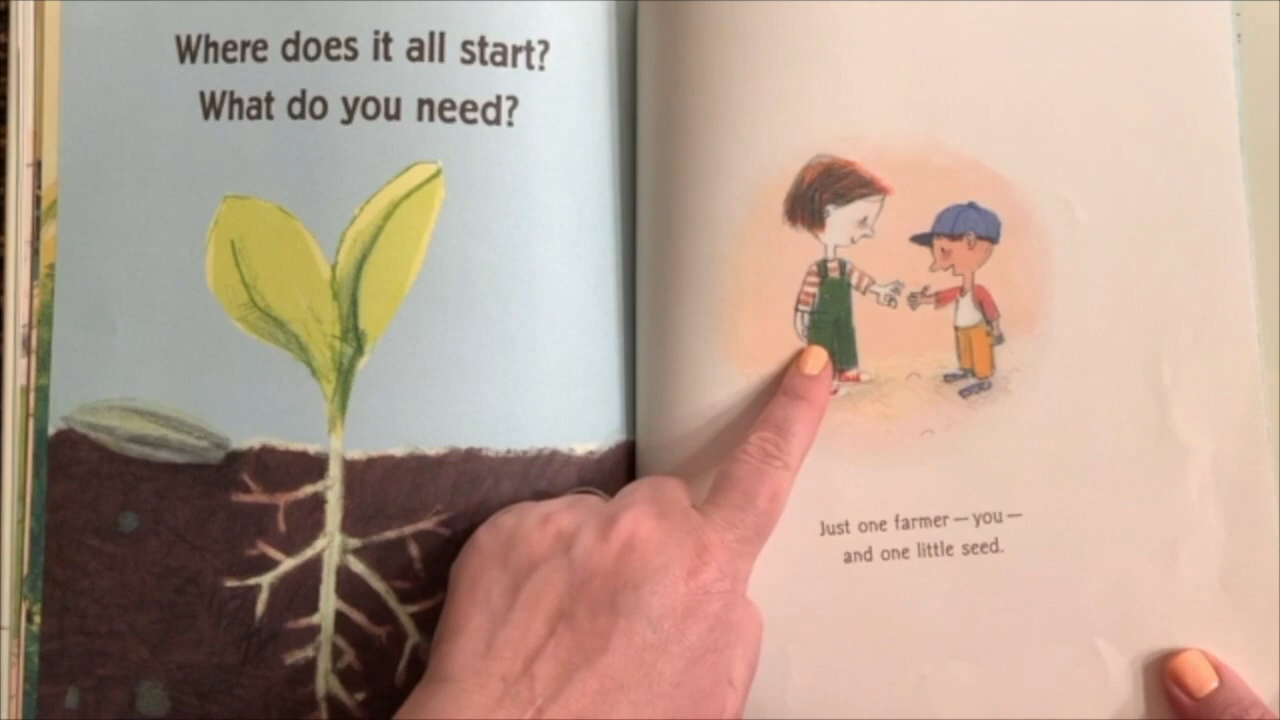 Where does it all start?
What do you need?
Just one farmer — you —
and one little seed.